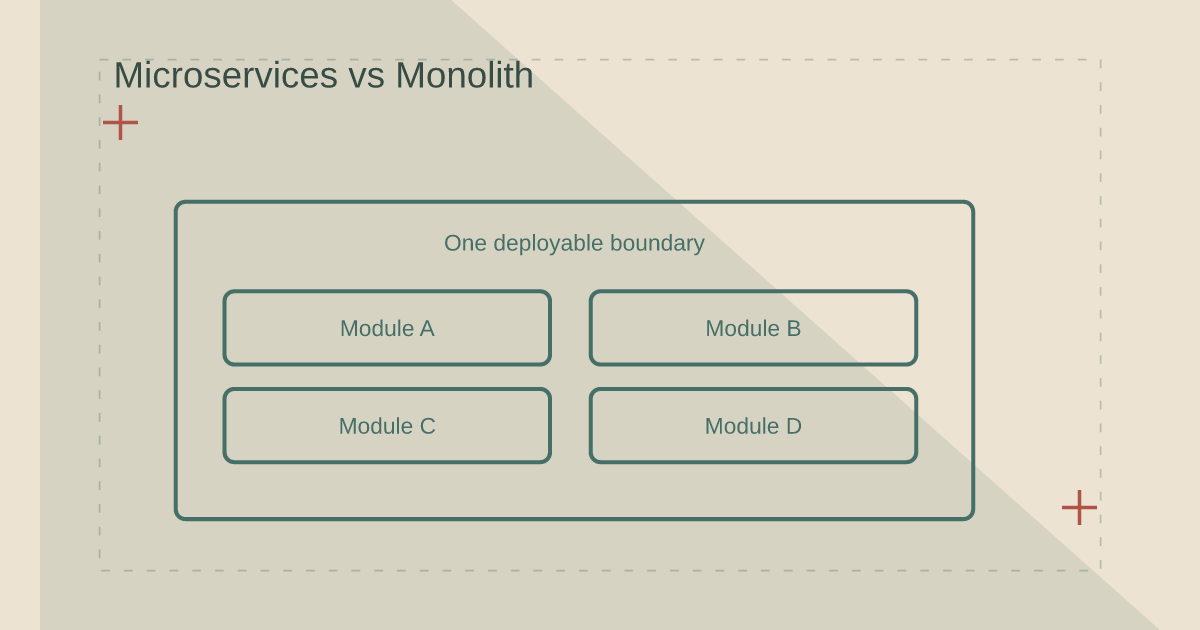 Microservices vs Monolith
One deployable boundary
Module A
Module B
Module C
Module D